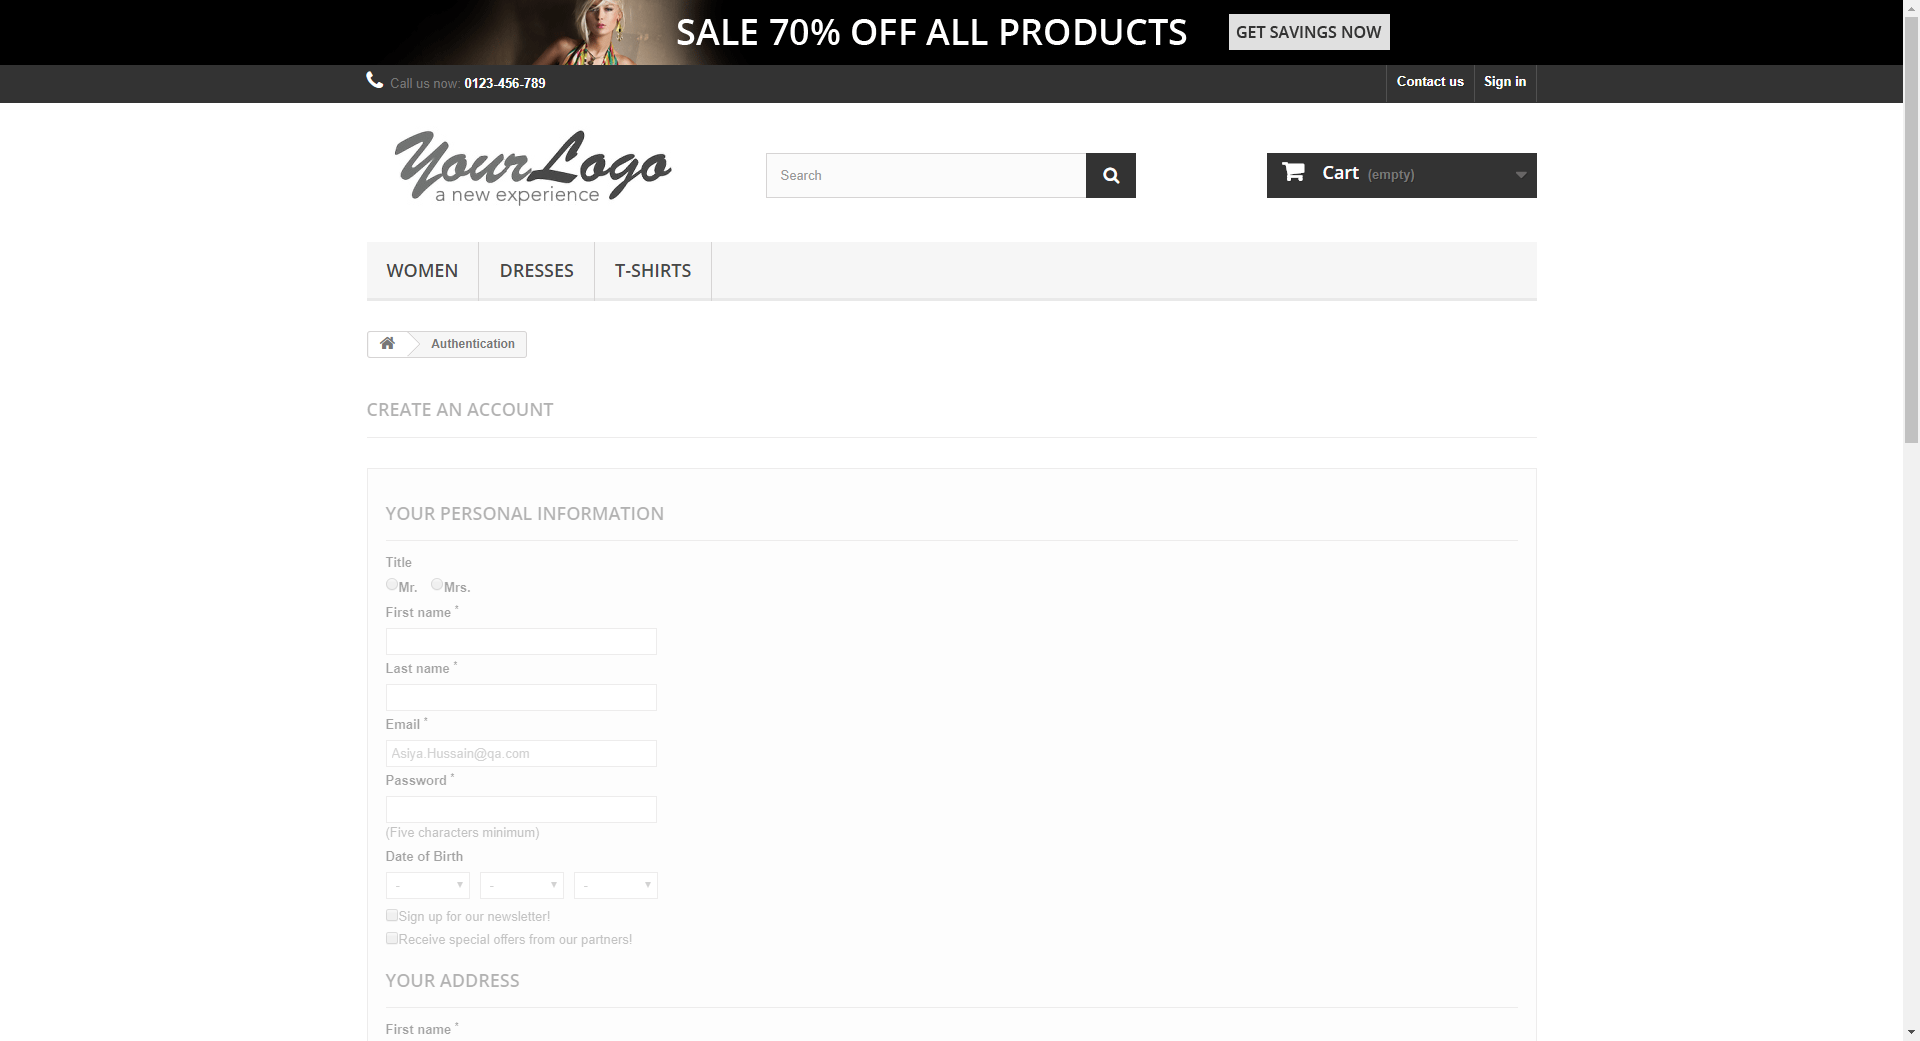 SALE 70% OFF ALL PRODUCTS GET SAVINGS NOW
Call us now: 0123-456-789 Contact us Sign in
YourLogo
a new experience
Search
Cart (empty)
WOMEN DRESSES T-SHIRTS
Authentication
CREATE AN ACCOUNT
YOUR PERSONAL INFORMATION
Title
Mr. Mrs.
First name *
Last name *
Email *
Asiya.Hussain@qa.com
Password *
(Five characters minimum)
Date of Birth
- - -
Sign up for our newsletter!
Receive special offers from our partners!
YOUR ADDRESS
First name *